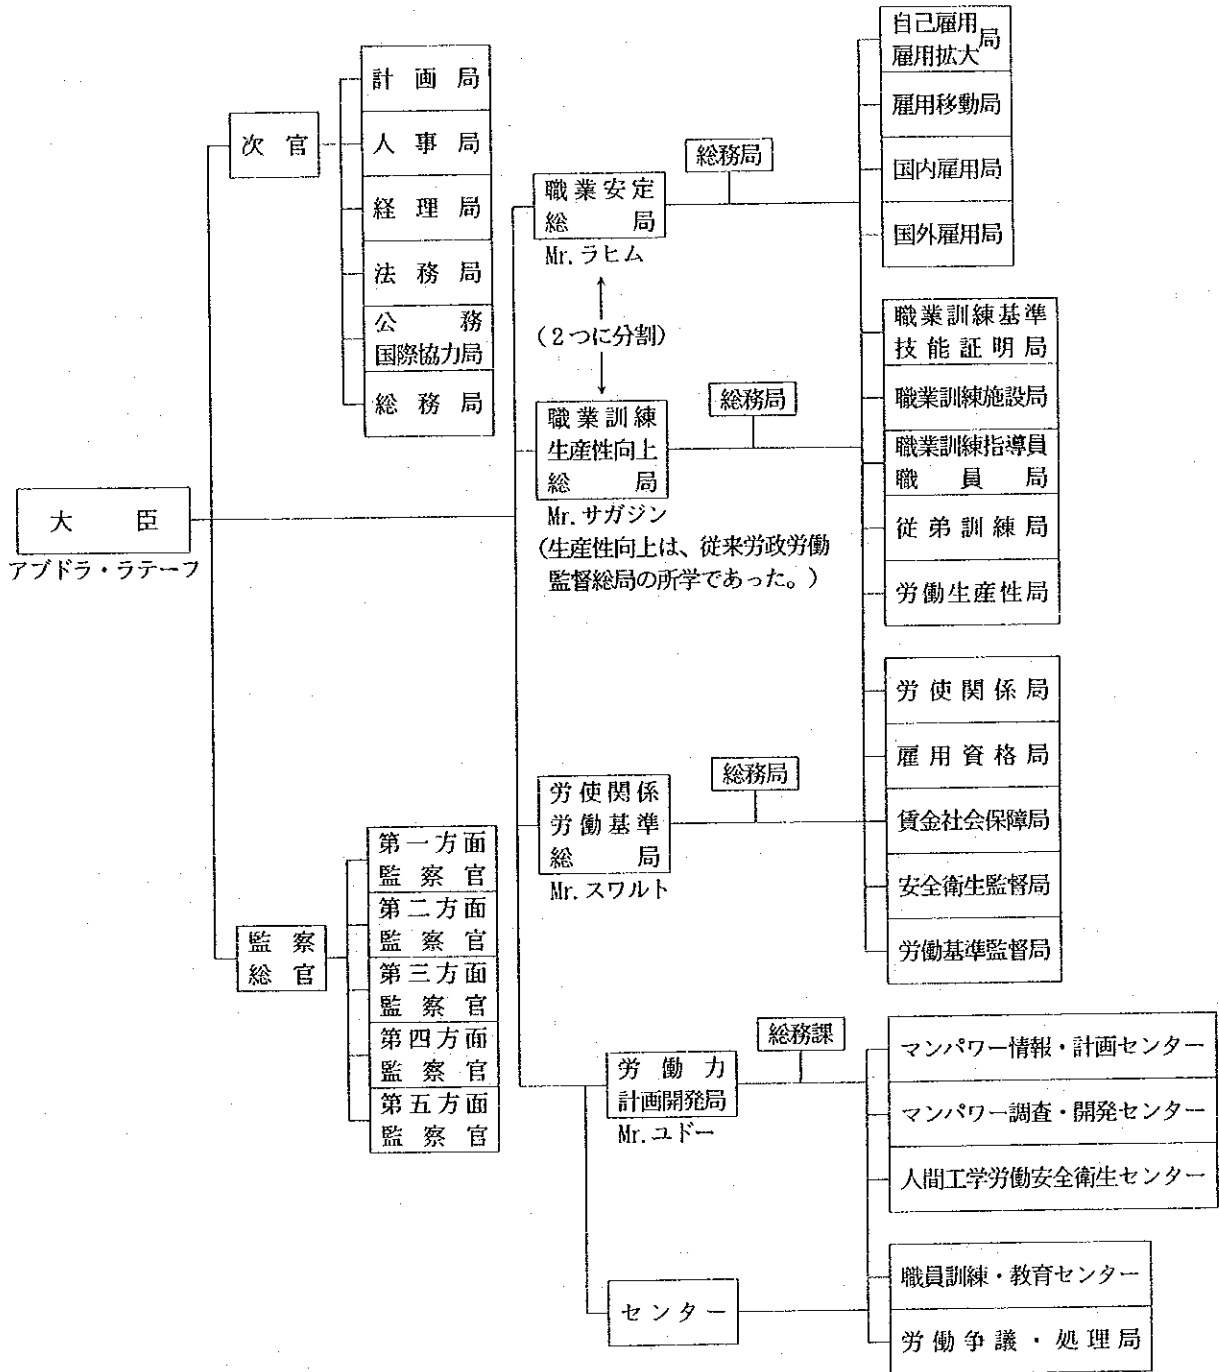 大臣
アブドラ・ラテーフ
次官
計画局
人事局
経理局
法務局
公務
国際協力局
総務局
監察
総官
第一方面
監察官
第二方面
監察官
第三方面
監察官
第四方面
監察官
第五方面
監察官
職業安定
総局
Mr.ラヒム
総務局
自己雇用
雇用拡大局
雇用移動局
国内雇用局
国外雇用局
(2つに分割)
職業訓練
生産性向上
総局
Mr.サガジン
(生産性向上は、従来労政労働
監督総局の所学であった。)
総務局
職業訓練基準
技能証明局
職業訓練施設局
職業訓練指導員
職員局
従弟訓練局
労働生産性局
労使関係
労働基準
総局
Mr.スワルト
総務局
労使関係局
雇用資格局
賃金社会保障局
安全衛生監督局
労働基準監督局
労働力
計画開発局
Mr.ユドー
総務課
マンパワー情報・計画センター
マンパワー調査・開発センター
人間工学労働安全衛生センター
センター
職員訓練・教育センター
労働争議・処理局